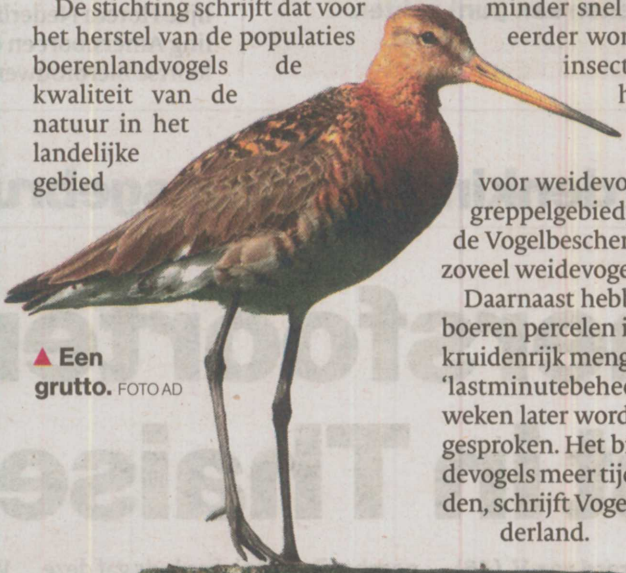 De stichting schrijft dat voor
het herstel van de populaties
boerenlandvogels de
kwaliteit van de
natuur in het
landelijke
gebied
▲ Een
grutto. FOTO AD
minder snel
eerder wor
insect
h
voor weidevo
greppelgebied
de Vogelbescher
zoveel weidevoge
Daarnaast hebb
boeren percelen i
kruidenrijk meng
‘lastminutebehee
weken later word
gesproken. Het b
devogels meer tijd
den, schrijft Voge
derland.